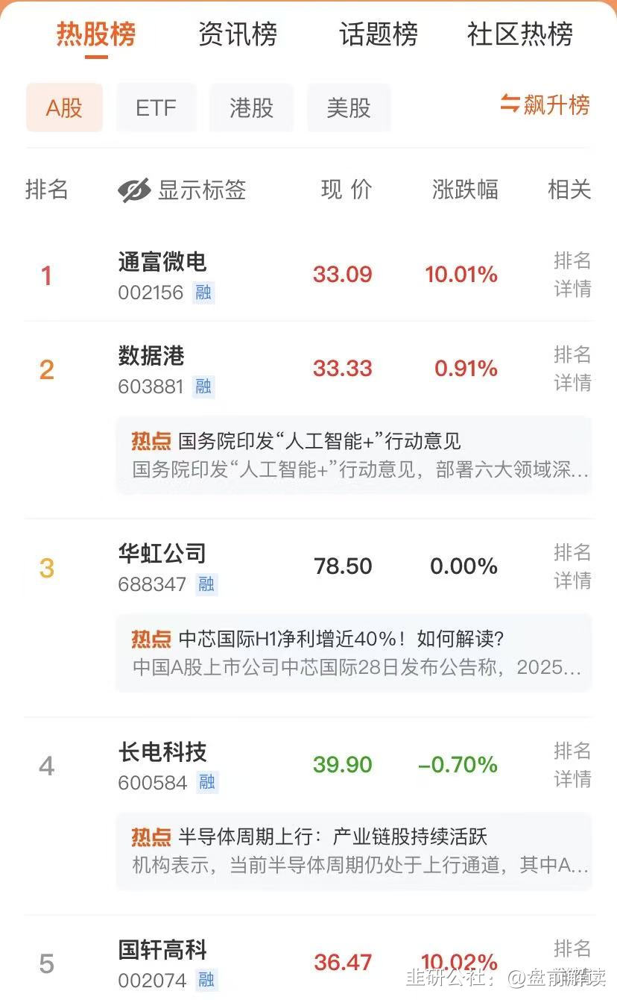 热股榜 资讯榜 话题榜 社区热榜
A股 ETF 港股 美股 飙升榜
排名 显示标签 现价 涨跌幅 相关
1 通富微电 33.09 10.01% 排名
002156 融 详情
2 数据港 33.33 0.91% 排名
603881 融 详情
热点 国务院印发“人工智能+”行动意见
国务院印发“人工智能+”行动意见，部署六大领域深...
3 华虹公司 78.50 0.00% 排名
688347 融 详情
热点 中芯国际H1净利增近40%！如何解读?
中国A股上市公司中芯国际28日发布公告称，2025...
4 长电科技 39.90 -0.70% 排名
600584 融 详情
热点 半导体周期上行：产业链股持续活跃
机构表示，当前半导体周期仍处于上行通道，其中A...
5 国轩高科 36.47 10.02% 排名
002074 融 详情
韭研公社：@盘前解读